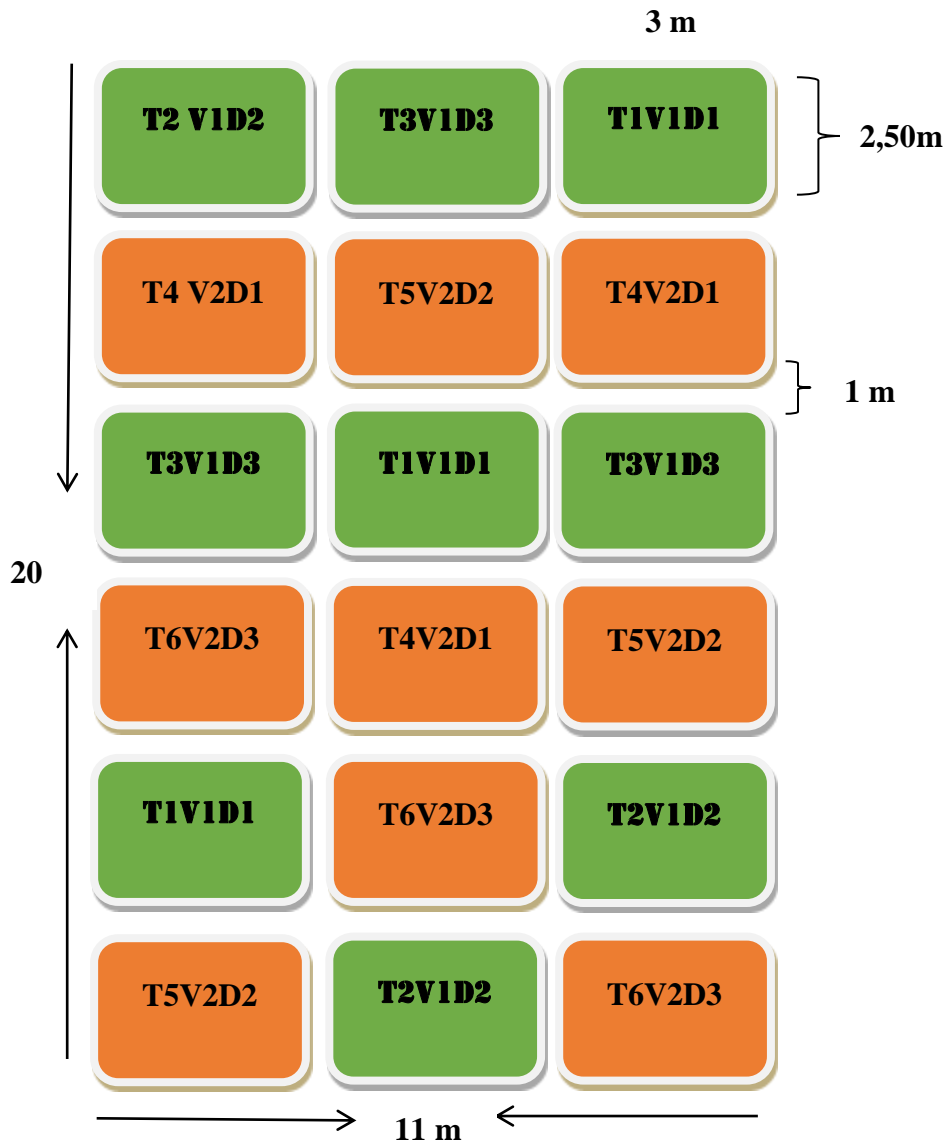 3 m
T2 V1D2
T3V1D3
T1V1D1
2,50m
T4 V2D1
T5V2D2
T4V2D1
1 m
T3V1D3
T1V1D1
T3V1D3
20
T6V2D3
T4V2D1
T5V2D2
T1V1D1
T6V2D3
T2V1D2
T5V2D2
T2V1D2
T6V2D3
11 m